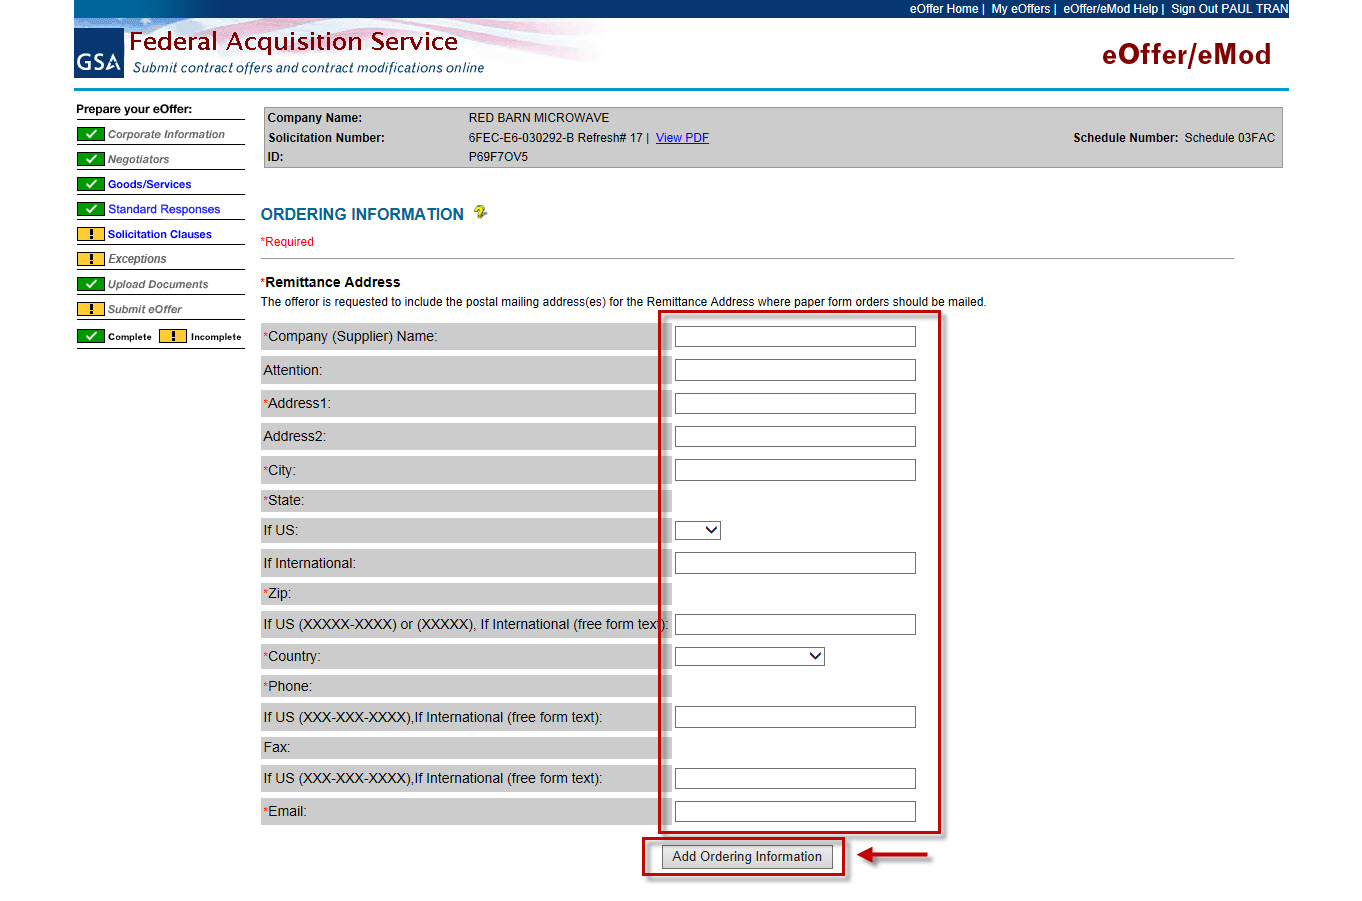 eOffer Home | My eOffers | eOffer/eMod Help | Sign Out PAUL TRAN
GSA
Federal Acquisition Service
Submit contract offers and contract modifications online
eOffer/eMod
Prepare your eOffer:
Corporate Information
Negotiators
Goods/Services
Standard Responses
Solicitation Clauses
Exceptions
Upload Documents
Submit eOffer
Complete Incomplete
Company Name: RED BARN MICROWAVE
Solicitation Number: 6FEC-E6-030292-B Refresh# 17 | View PDF Schedule Number: Schedule 03FAC
ID: P69F7OV5
ORDERING INFORMATION
*Required
*Remittance Address
The offeror is requested to include the postal mailing address(es) for the Remittance Address where paper form orders should be mailed.
*Company (Supplier) Name:
Attention:
*Address1:
Address2:
*City:
*State:
If US:
If International:
*Zip:
If US (XXXXX-XXXX) or (XXXXX), If International (free form text):
*Country:
*Phone:
If US (XXX-XXX-XXXX),If International (free form text):
Fax:
If US (XXX-XXX-XXXX),If International (free form text):
*Email:
Add Ordering Information